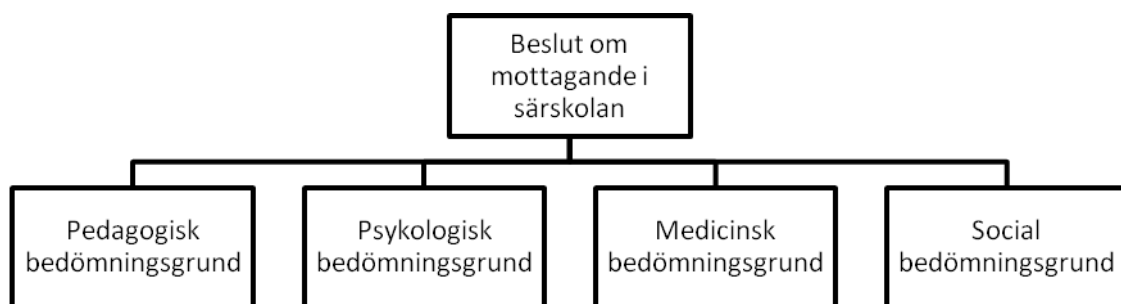 Beslut om
mottagande i
särskolan
Pedagogisk
bedömningsgrund
Psykologisk
bedömningsgrund
Medicinsk
bedömningsgrund
Social
bedömningsgrund